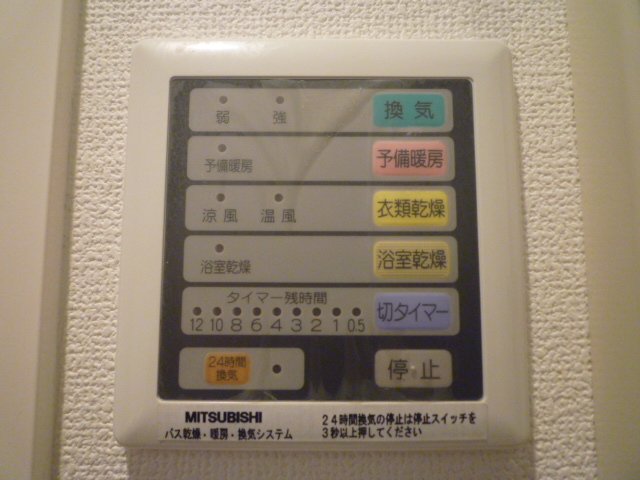 弱 強 換気
予備暖房 予備暖房
涼風 温風 衣類乾燥
浴室乾燥 浴室乾燥
タイマー残時間
12 10 8 6 4 3 2 1 0.5 切タイマー
24時間
換気
停止
MITSUBISHI
バス乾燥・暖房・換気システム
24時間換気の停止は停止スイッチを
3秒以上押してください